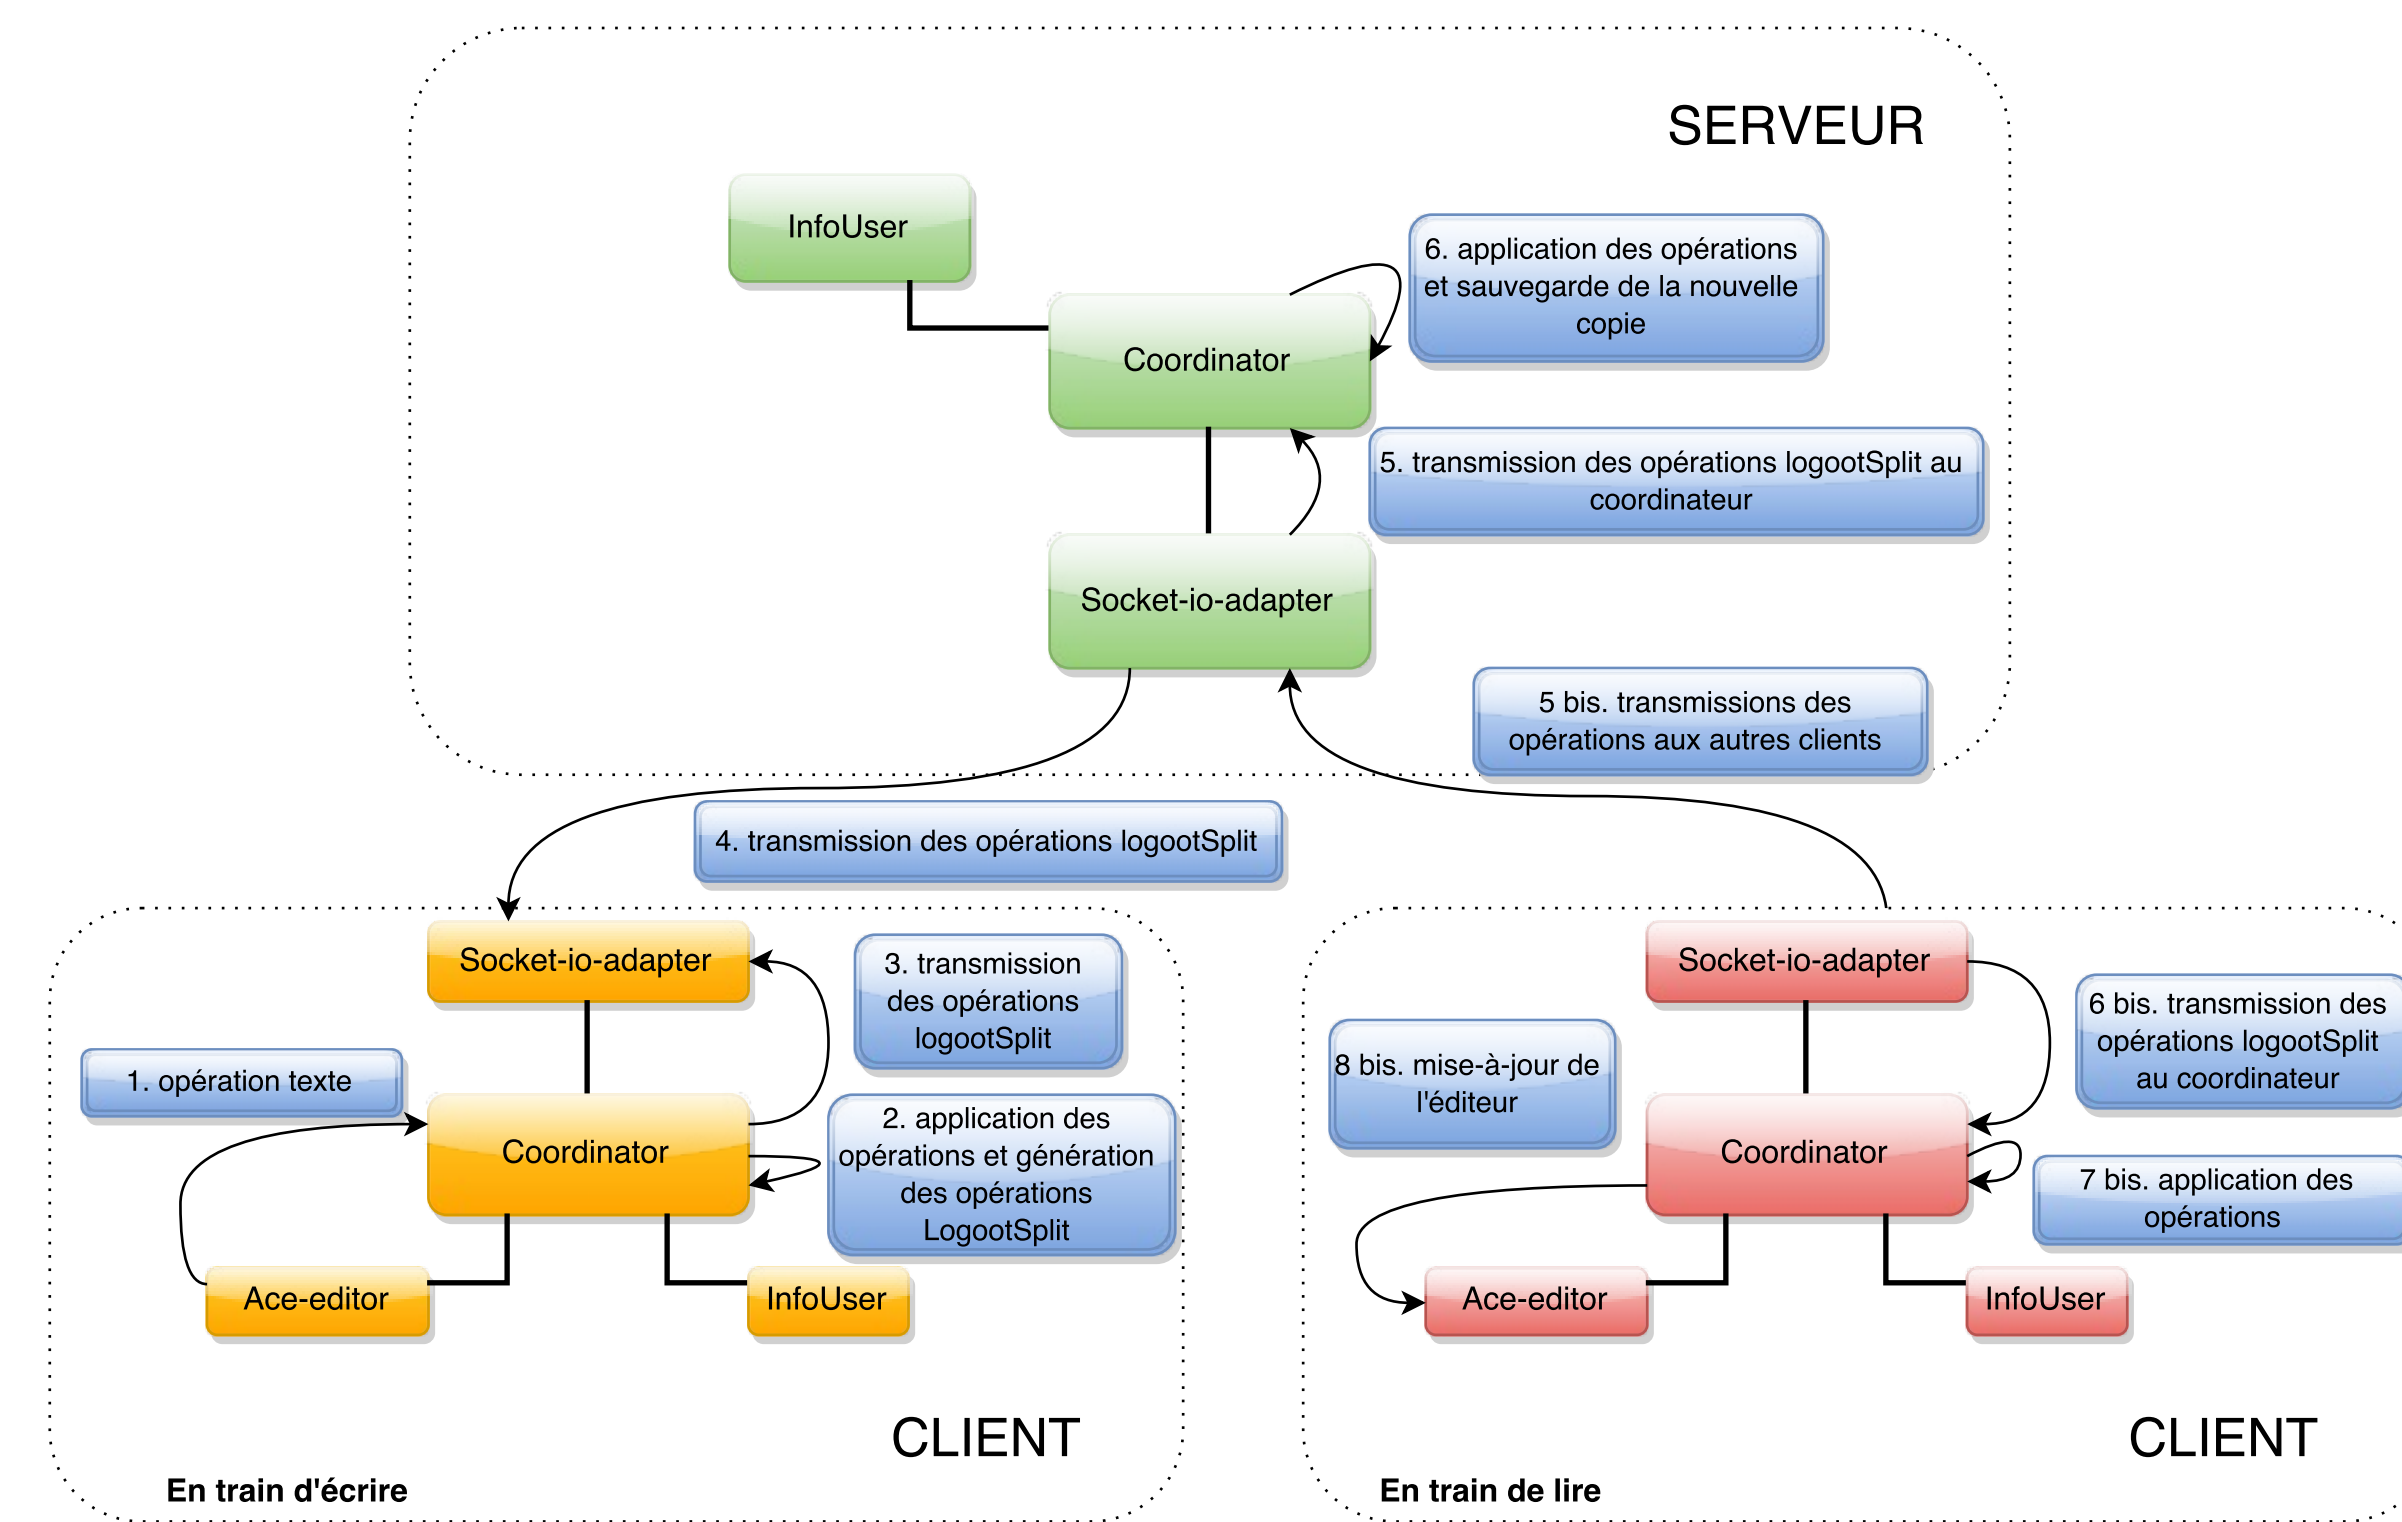 SERVEUR
InfoUser
6. application des opérations
et sauvegarde de la nouvelle
copie
Coordinator
5. transmission des opérations logootSplit au
coordinateur
Socket-io-adapter
5 bis. transmissions des
opérations aux autres clients
4. transmission des opérations logootSplit
Socket-io-adapter
3. transmission
des opérations
logootSplit
1. opération texte
Coordinator
2. application des
opérations et génération
des opérations
LogootSplit
Ace-editor
InfoUser
CLIENT
En train d'écrire
Socket-io-adapter
6 bis. transmission des
opérations logootSplit
au coordinateur
8 bis. mise-à-jour de
l'éditeur
Coordinator
7 bis. application des
opérations
Ace-editor
InfoUser
CLIENT
En train de lire